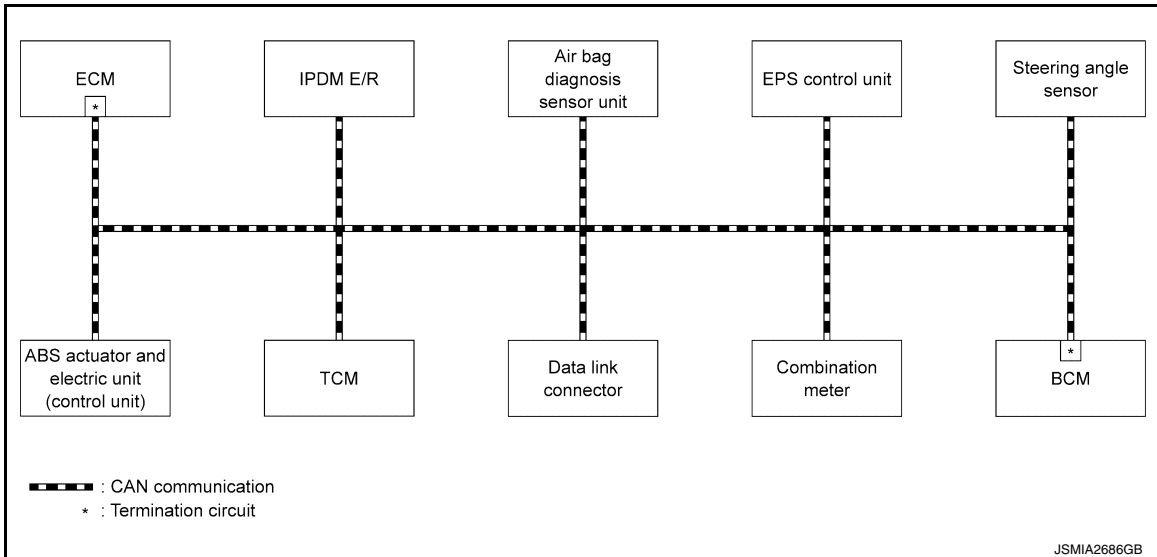 ECM
*
IPDM E/R
Air bag
diagnosis
sensor unit
EPS control unit
Steering angle
sensor
ABS actuator and
electric unit
(control unit)
TCM
Data link
connector
Combination
meter
*
BCM
: CAN communication
* : Termination circuit
JSMIA2686GB